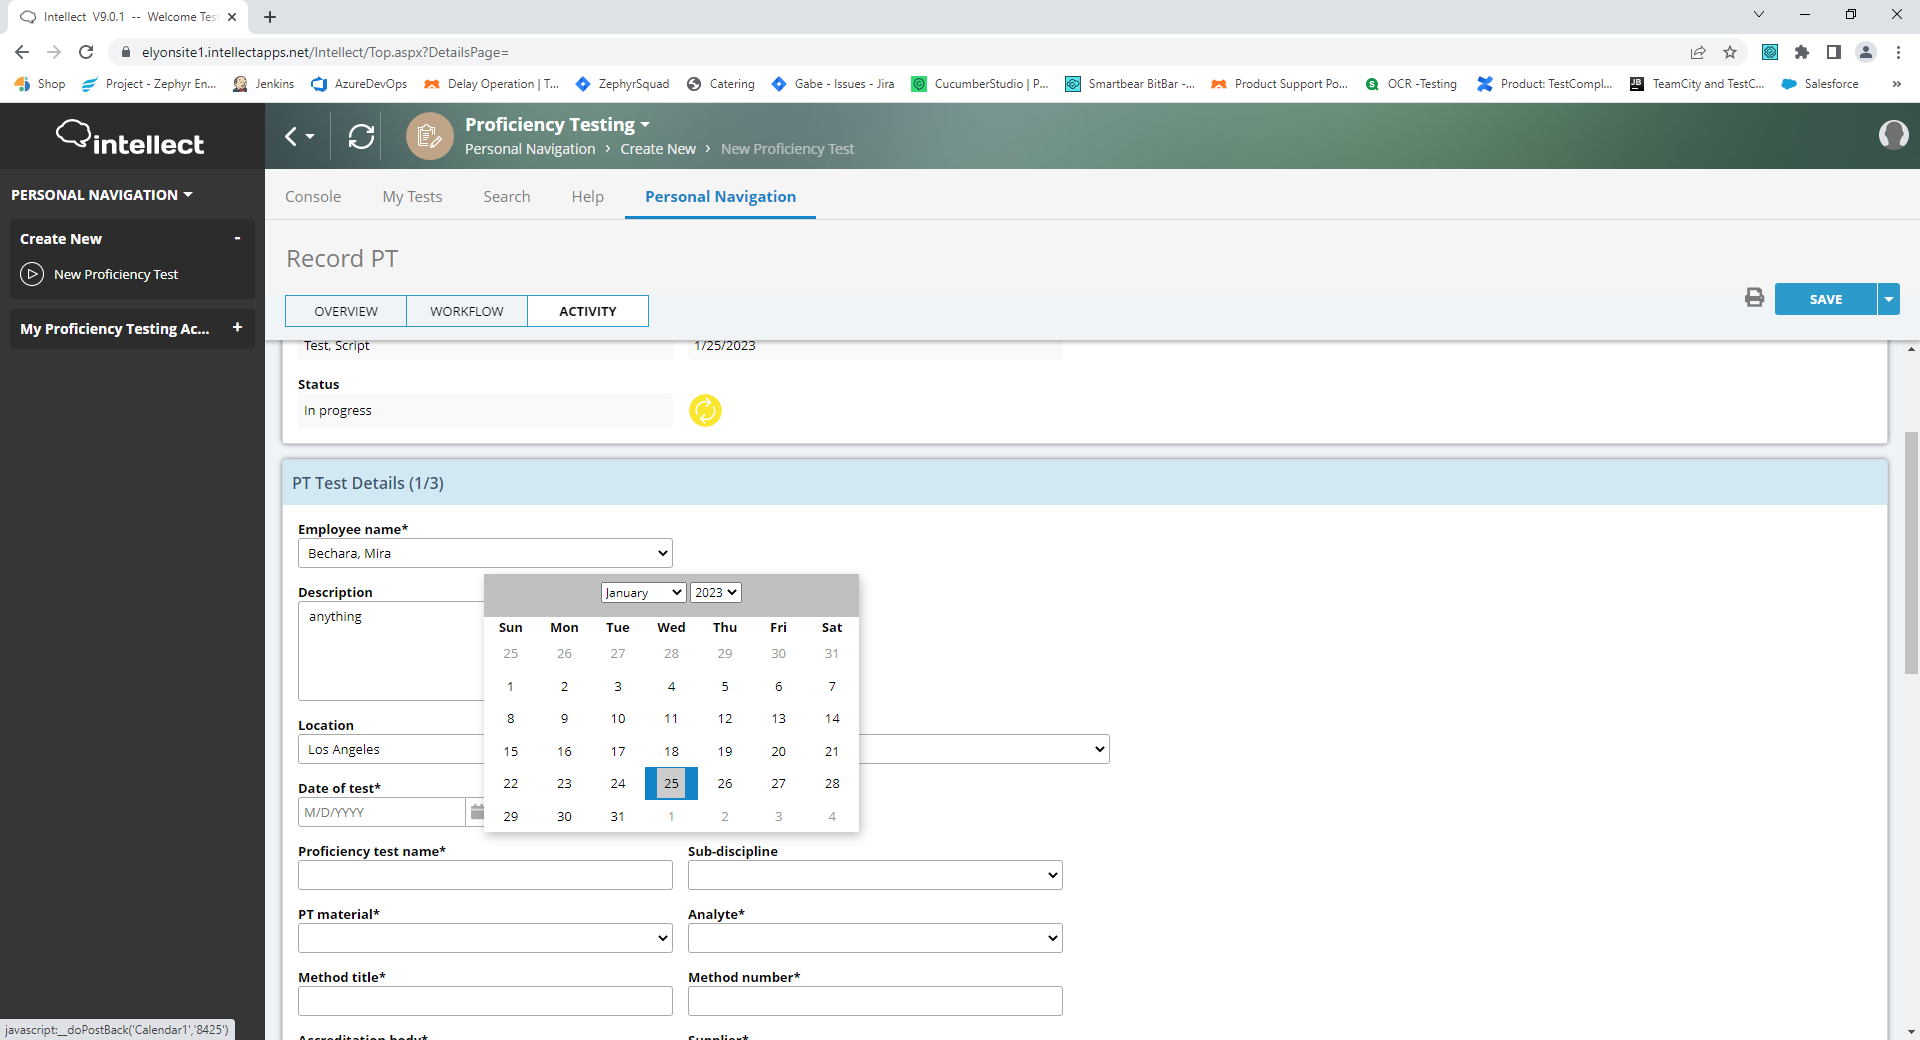 Intellect V9.0.1 -- Welcome Tes
elyonsite1.intellectapps.net/Intellect/Top.aspx?DetailsPage=
Shop Project - Zephyr En... Jenkins AzureDevOps Delay Operation | T... ZephyrSquad Catering Gabe - Issues - Jira CucumberStudio | P... Smartbear BitBar -... Product Support Po... OCR -Testing Product: TestCompl... TeamCity and TestC... Salesforce »
intellect
Proficiency Testing
Personal Navigation › Create New › New Proficiency Test
PERSONAL NAVIGATION
Create New -
New Proficiency Test
My Proficiency Testing Ac... +
Console My Tests Search Help Personal Navigation
Record PT
OVERVIEW WORKFLOW ACTIVITY
SAVE
Test, Script 1/25/2023
Status
In progress
PT Test Details (1/3)
Employee name*
Bechara, Mira
Description
anything
January 2023
Sun Mon Tue Wed Thu Fri Sat
25 26 27 28 29 30 31
1 2 3 4 5 6 7
8 9 10 11 12 13 14
15 16 17 18 19 20 21
22 23 24 25 26 27 28
29 30 31 1 2 3 4
Location
Los Angeles
Date of test*
M/D/YYYY
Proficiency test name* Sub-discipline
PT material* Analyte*
Method title* Method number*
Accreditation body* Supplier*
javascript:__doPostBack('Calendar1','8425')